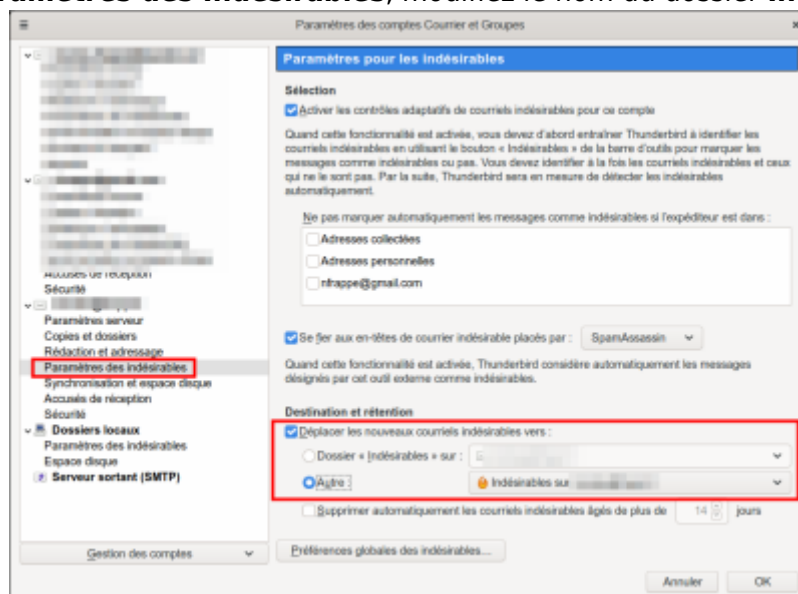 Paramètres des comptes Courrier et Groupes
Paramètres pour les indésirables
Sélection
Activer les contrôles adaptatifs de courriels indésirables pour ce compte
Quand cette fonctionnalité est activée, vous devez d'abord entraîner Thunderbird à identifier les
courriels indésirables en utilisant le bouton « Indésirables » de la barre d'outils pour marquer les
messages comme indésirables ou pas. Vous devez identifier à la fois les courriels indésirables et ceux
qui ne le sont pas. Par la suite, Thunderbird sera en mesure de détecter les indésirables
automatiquement.
Ne pas marquer automatiquement les messages comme indésirables si l'expéditeur est dans :
Adresses collectées
Adresses personnelles
nfrappe@gmail.com
Se fier aux en-têtes de courrier indésirable placés par : SpamAssassin
Quand cette fonctionnalité est activée, Thunderbird considère automatiquement les messages
désignés par cet outil externe comme indésirables.
Destination et rétention
Déplacer les nouveaux courriels indésirables vers :
Dossier « Indésirables » sur :
Autre : Indésirables sur
Supprimer automatiquement les courriels indésirables âgés de plus de 14 jours
Préférences globales des indésirables...
Accusés de réception
Sécurité
Paramètres serveur
Copies et dossiers
Rédaction et adressage
Paramètres des indésirables
Synchronisation et espace disque
Accusés de réception
Sécurité
Dossiers locaux
Paramètres des indésirables
Espace disque
Serveur sortant (SMTP)
Gestion des comptes
Annuler OK